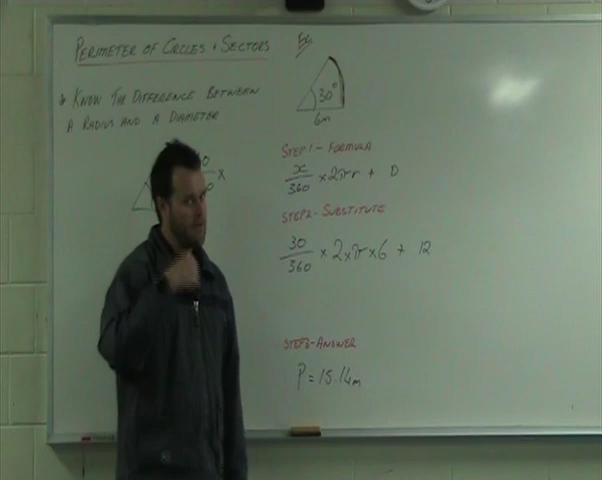 PERIMETER OF CIRCLES + SECTORS
KNOW THE DIFFERENCE BETWEEN
A RADIUS AND A DIAMETER
Ex.
30°
6m
STEP 1 - FORMULA
x/360 × 2πr + D
STEP 2 - SUBSTITUTE
30/360 × 2 × π × 6 + 12
STEP 3 - ANSWER
P = 15.14m